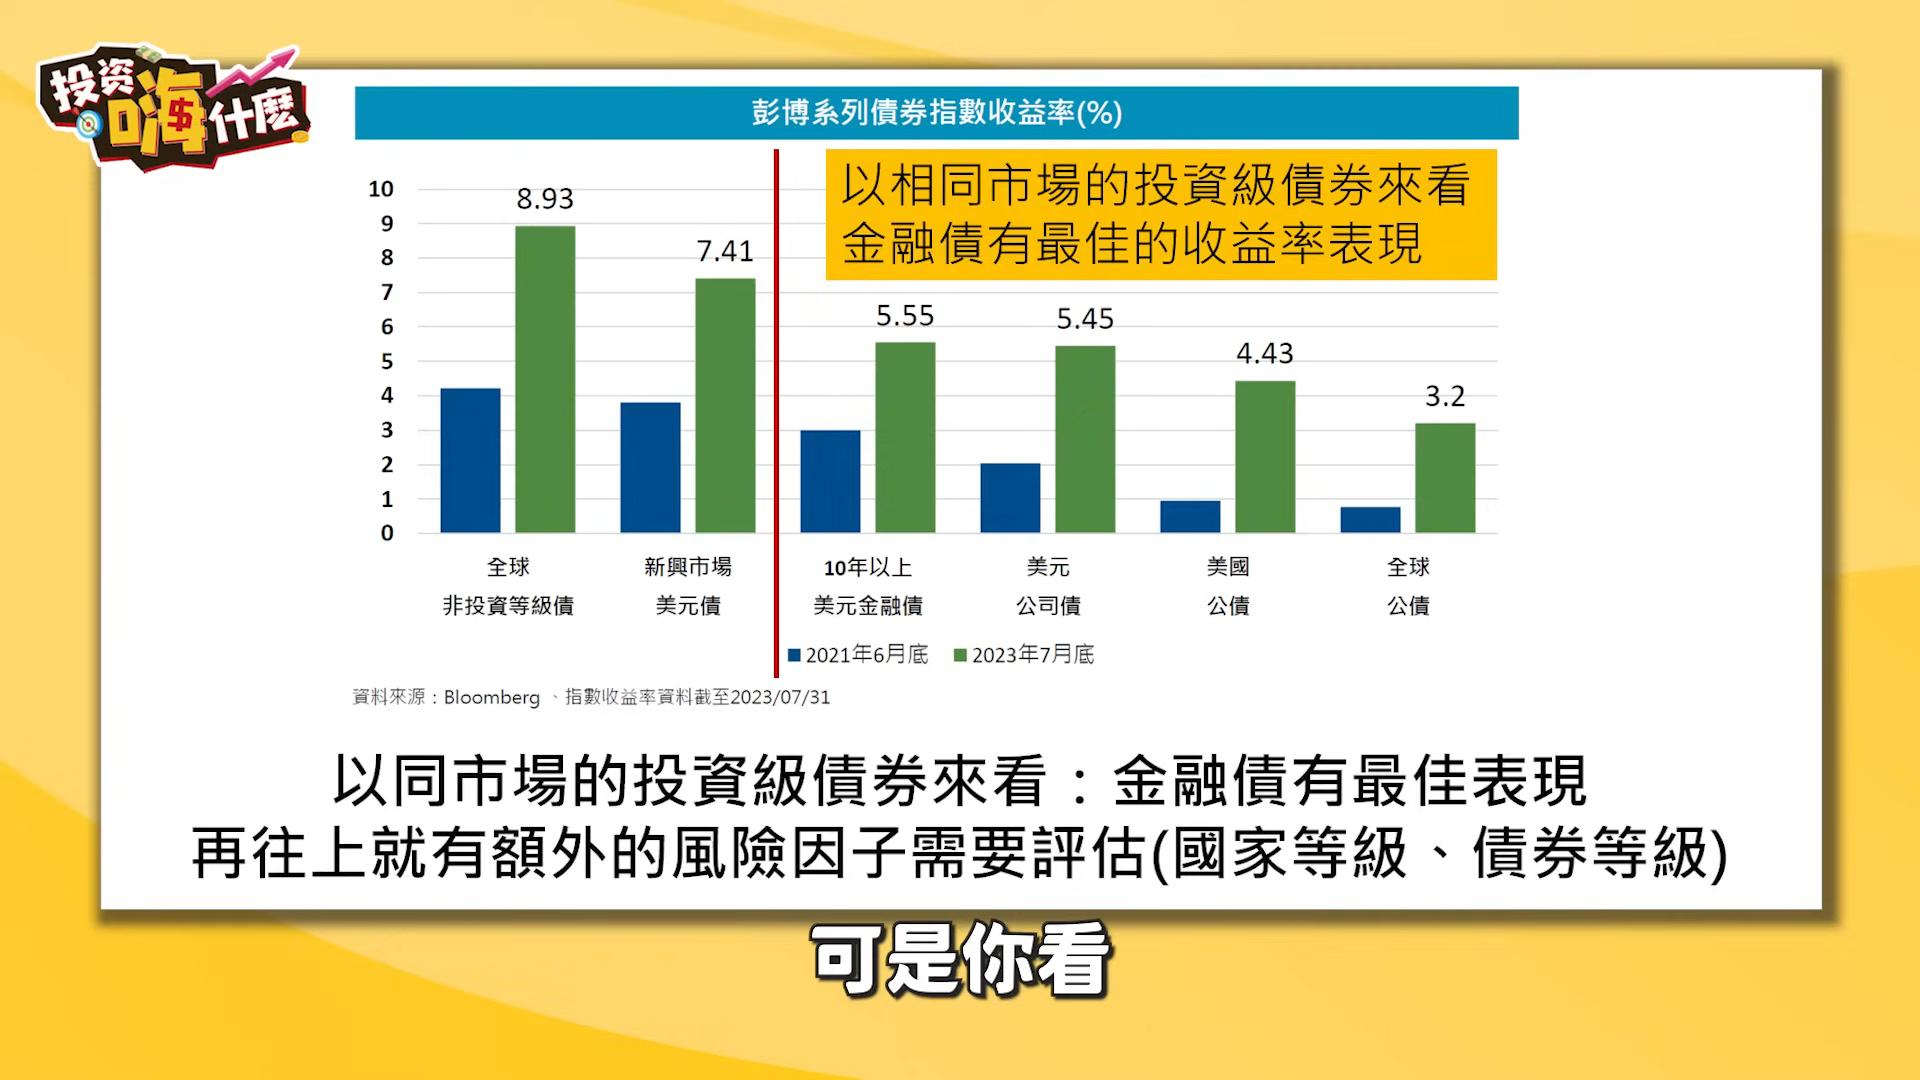 投资
嗨什麽
彭博系列債券指數收益率(%)
以相同市場的投資級債券來看
金融債有最佳的收益率表現
10
9
8
7
6
5
4
3
2
1
0
8.93
7.41
5.55
5.45
4.43
3.2
全球
非投資等級債
新興市場
美元債
10年以上
美元金融債
美元
公司債
美國
公債
全球
公債
2021年6月底 2023年7月底
資料來源：Bloomberg 、指數收益率資料截至2023/07/31
以同市場的投資級債券來看：金融債有最佳表現
再往上就有額外的風險因子需要評估(國家等級、債券等級)
可是你看